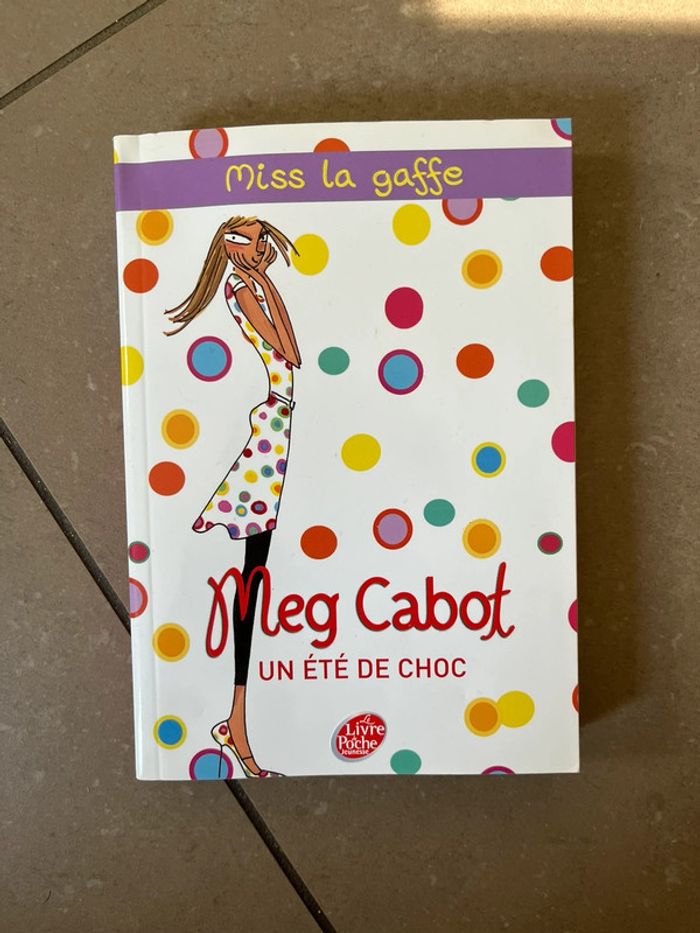 Miss la gaffe
Meg Cabot
UN ÉTÉ DE CHOC
Le
Livre
de
Poche
Jeunesse